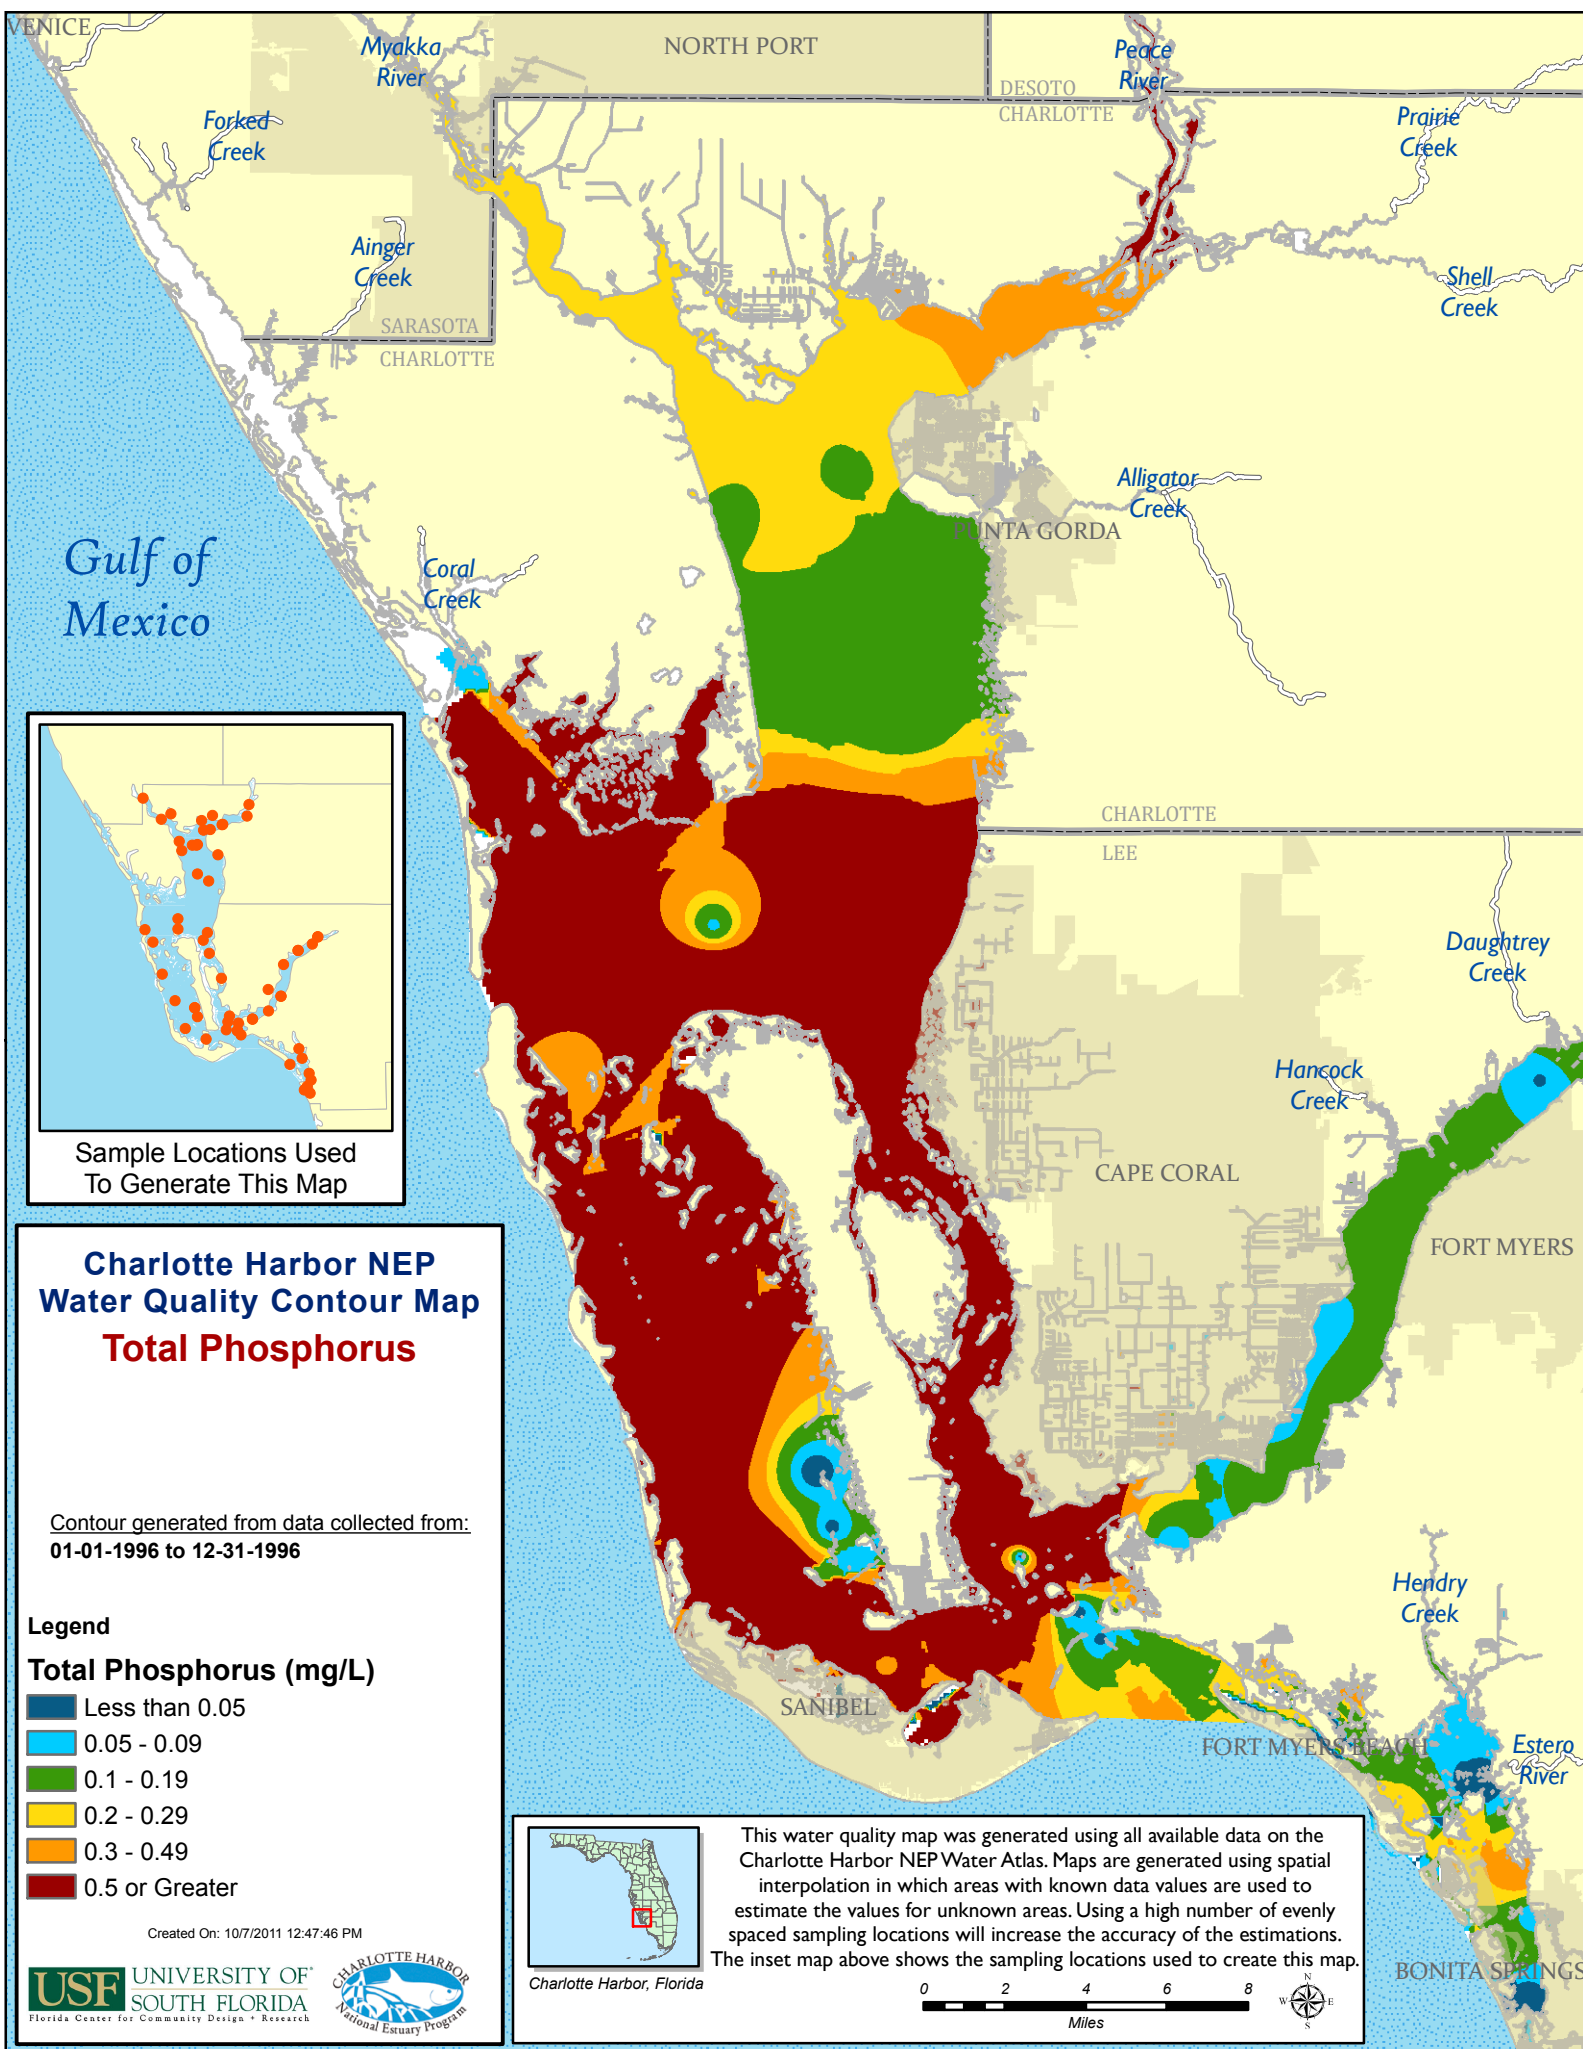 VENICE
Myakka
River
NORTH PORT
Peace
River
DESOTO
CHARLOTTE
Forked
Creek
Prairie
Creek
Ainger
Creek
Shell
Creek
SARASOTA
CHARLOTTE
Alligator
Creek
PUNTA GORDA
Gulf of
Mexico
Coral
Creek
CHARLOTTE
LEE
Daughtrey
Creek
Hancock
Creek
CAPE CORAL
FORT MYERS
Sample Locations Used
To Generate This Map
Charlotte Harbor NEP
Water Quality Contour Map
Total Phosphorus
Contour generated from data collected from:
01-01-1996 to 12-31-1996
Hendry
Creek
SANIBEL
FORT MYERS BEACH
Estero
River
BONITA SPRINGS
Legend
Total Phosphorus (mg/L)
Less than 0.05
0.05 - 0.09
0.1 - 0.19
0.2 - 0.29
0.3 - 0.49
0.5 or Greater
Created On: 10/7/2011 12:47:46 PM
USF UNIVERSITY OF
SOUTH FLORIDA
Florida Center for Community Design + Research
CHARLOTTE HARBOR
National Estuary Program
Charlotte Harbor, Florida
This water quality map was generated using all available data on the
Charlotte Harbor NEP Water Atlas. Maps are generated using spatial
interpolation in which areas with known data values are used to
estimate the values for unknown areas. Using a high number of evenly
spaced sampling locations will increase the accuracy of the estimations.
The inset map above shows the sampling locations used to create this map.
0 2 4 6 8
Miles
N
W E
S